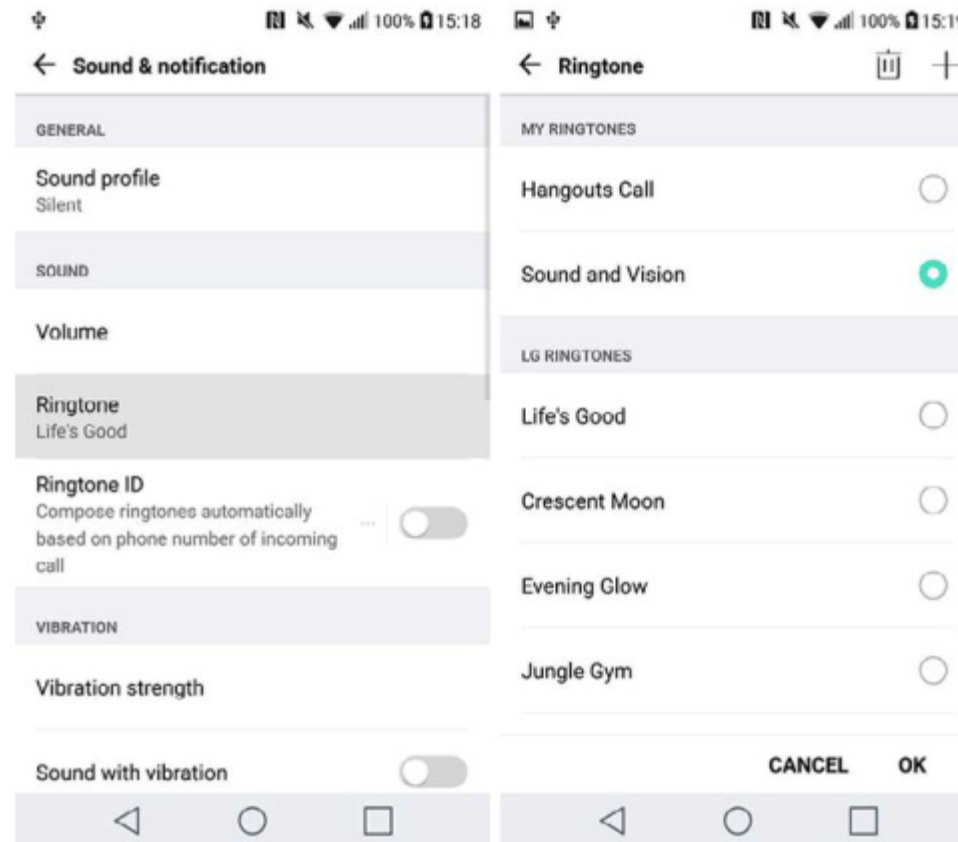 100% 15:18
Sound & notification
GENERAL
Sound profile
Silent
SOUND
Volume
Ringtone
Life's Good
Ringtone ID
Compose ringtones automatically
based on phone number of incoming
call
...
VIBRATION
Vibration strength
Sound with vibration
100% 15:19
Ringtone
MY RINGTONES
Hangouts Call
Sound and Vision
LG RINGTONES
Life's Good
Crescent Moon
Evening Glow
Jungle Gym
CANCEL OK